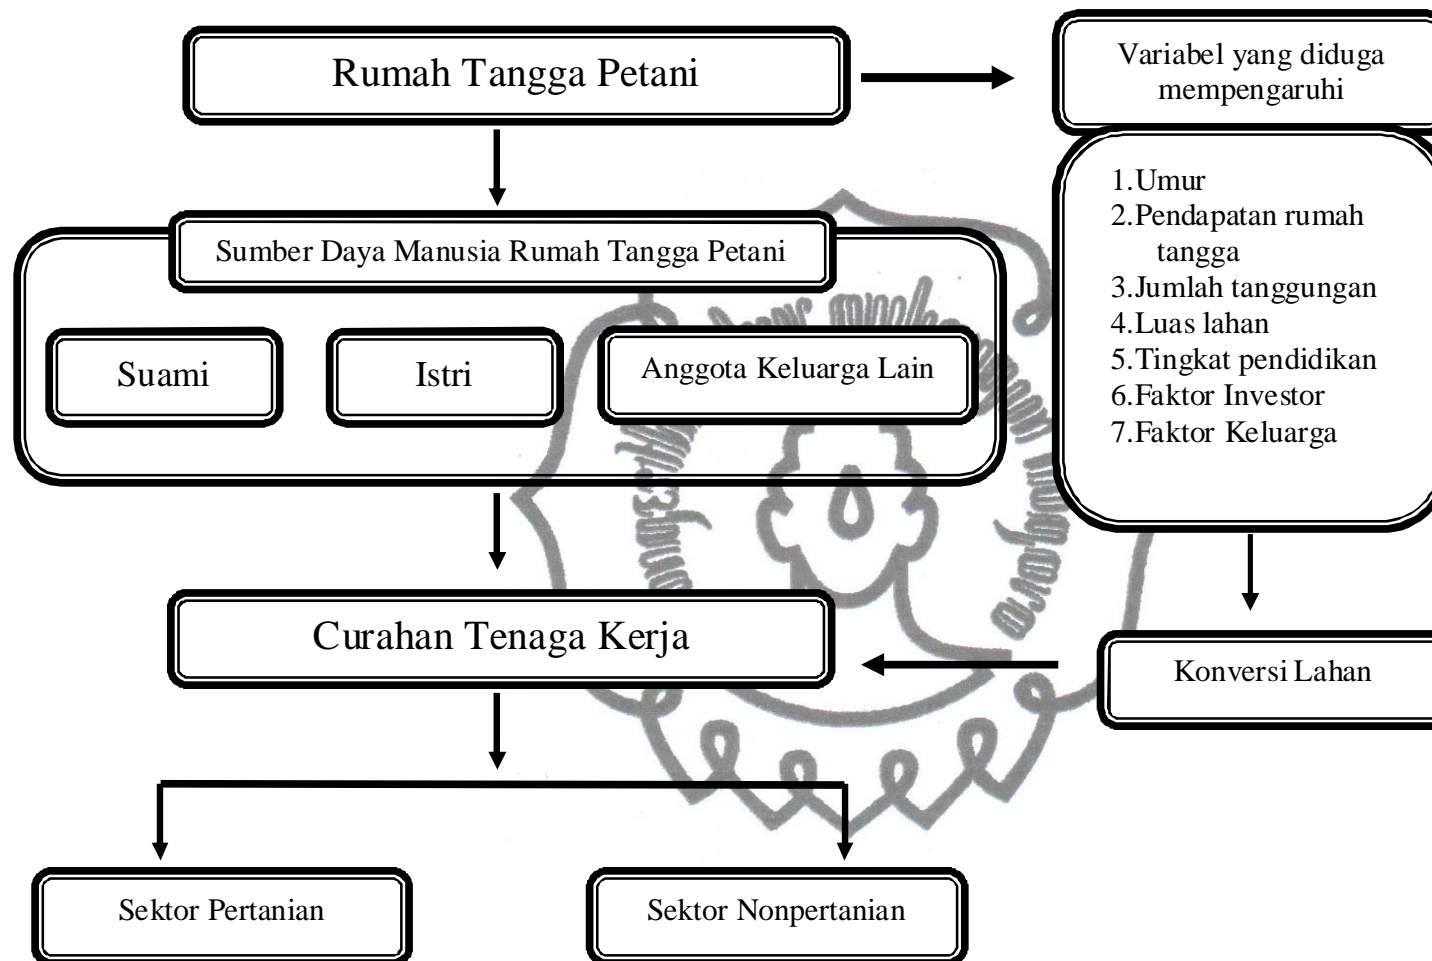 Rumah Tangga Petani
Variabel yang diduga
mempengaruhi
1.Umur
2.Pendapatan rumah
tangga
3.Jumlah tanggungan
4.Luas lahan
5.Tingkat pendidikan
6.Faktor Investor
7.Faktor Keluarga
Sumber Daya Manusia Rumah Tangga Petani
Suami
Istri
Anggota Keluarga Lain
Curahan Tenaga Kerja
Konversi Lahan
Sektor Pertanian
Sektor Nonpertanian